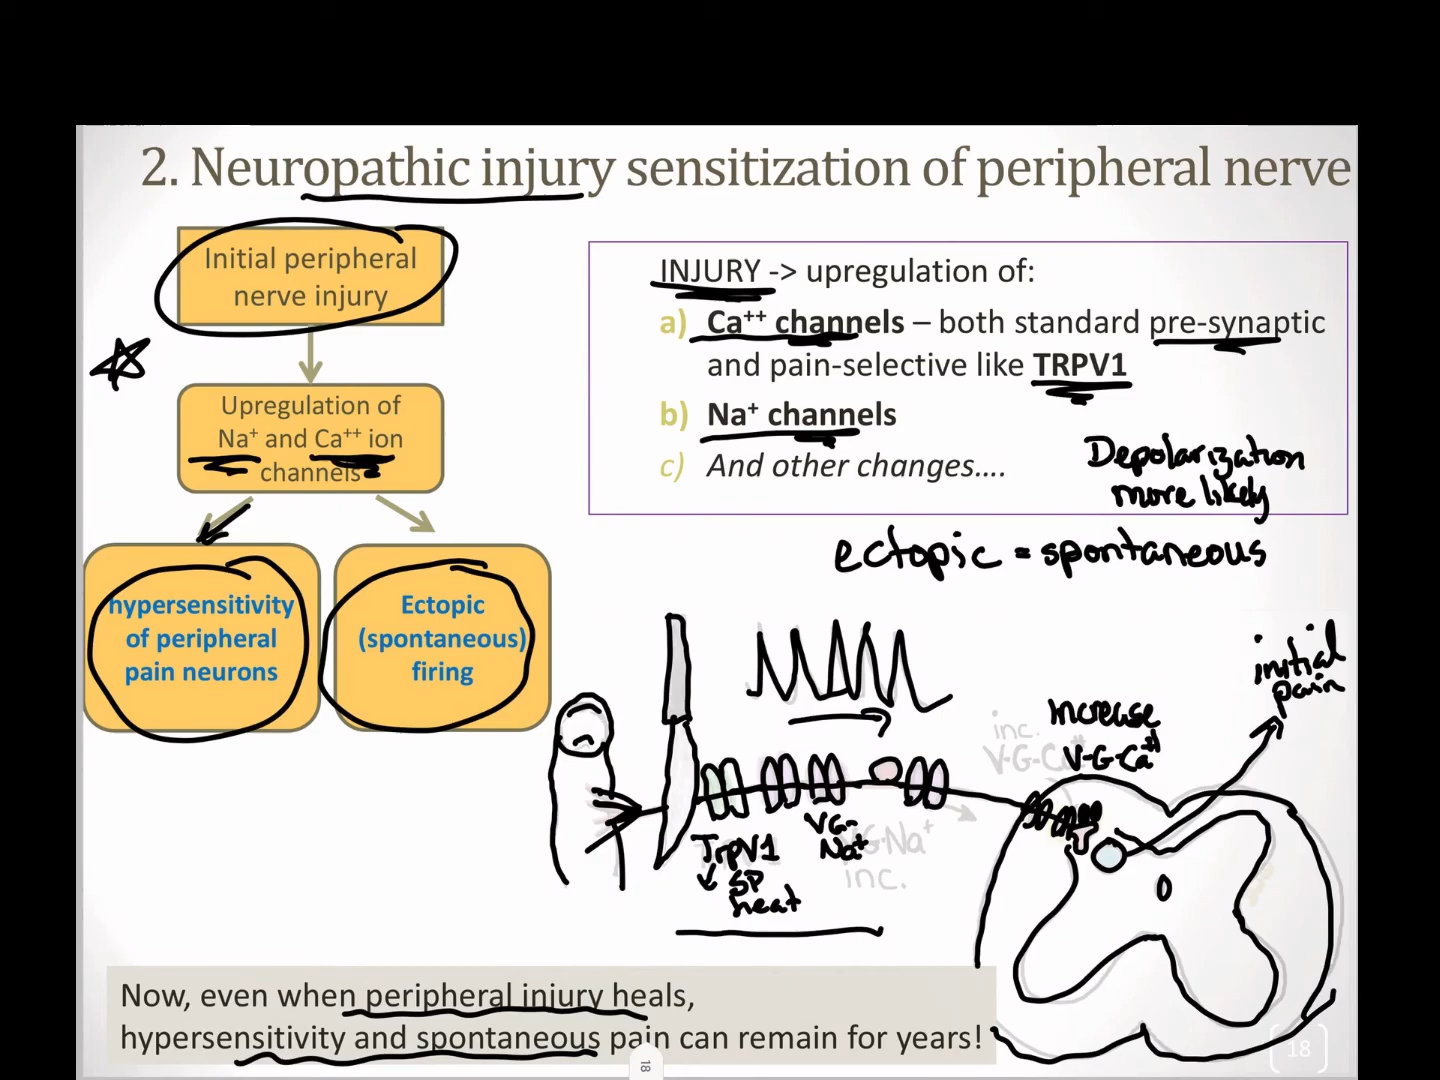 2. Neuropathic injury sensitization of peripheral nerve
Initial peripheral
nerve injury
Upregulation of
Na⁺ and Ca⁺⁺ ion
channels
hypersensitivity
of peripheral
pain neurons
Ectopic
(spontaneous)
firing
INJURY -> upregulation of:
a) Ca⁺⁺ channels – both standard pre-synaptic
and pain-selective like TRPV1
b) Na⁺ channels
c) And other changes....
Depolarization
more likely
ectopic = spontaneous
initial
pain
inc.
V-G-Ca
increase
V-G-Ca⁺⁺
TrpV1
↓ SP
heat
VG-
Na⁺
VG-Na⁺
inc.
Now, even when peripheral injury heals,
hypersensitivity and spontaneous pain can remain for years!
18
18